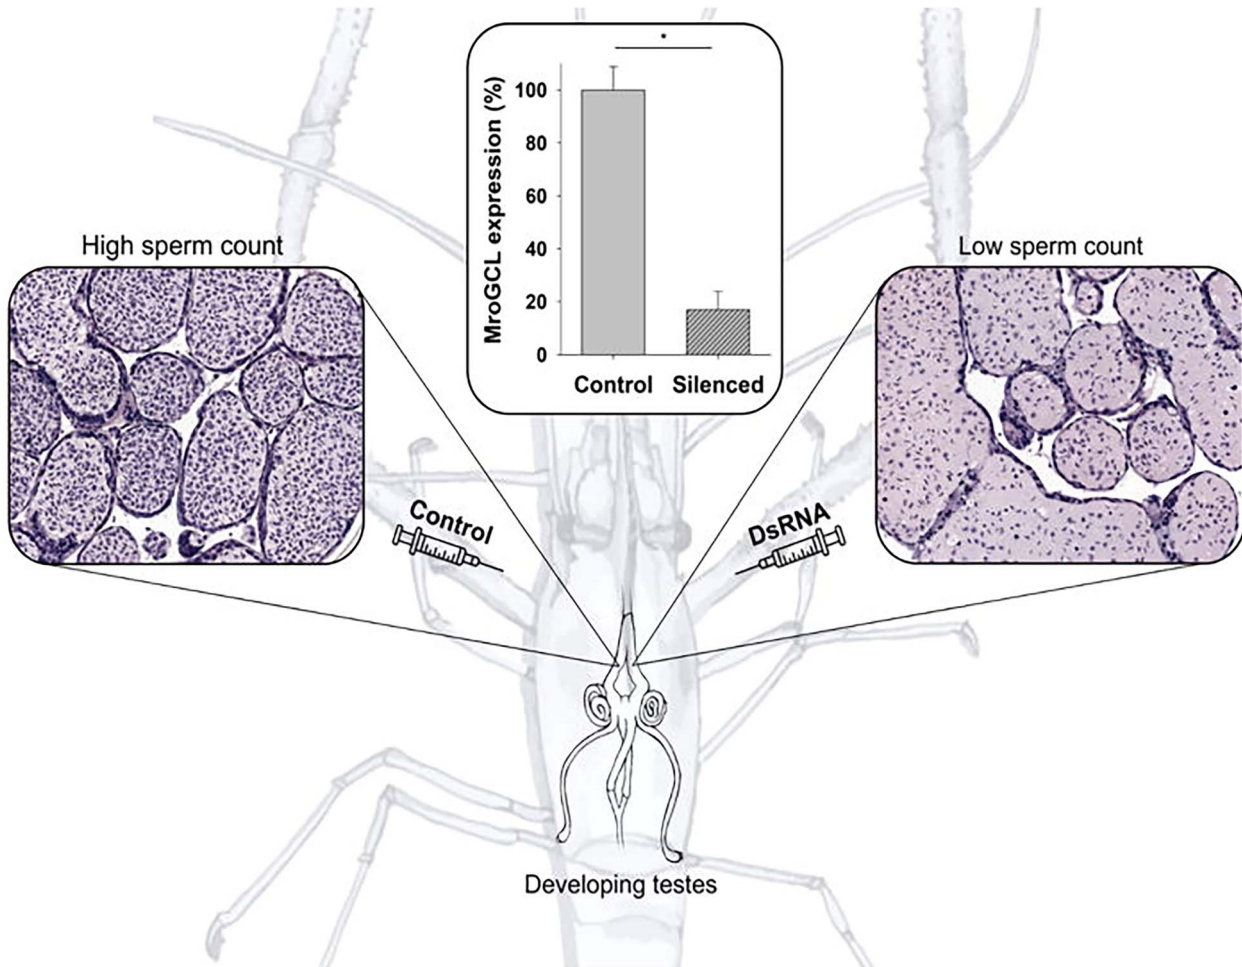 *
MroGCL expression (%)
100
80
60
40
20
0
Control Silenced
High sperm count
Low sperm count
Control
DsRNA
Developing testes